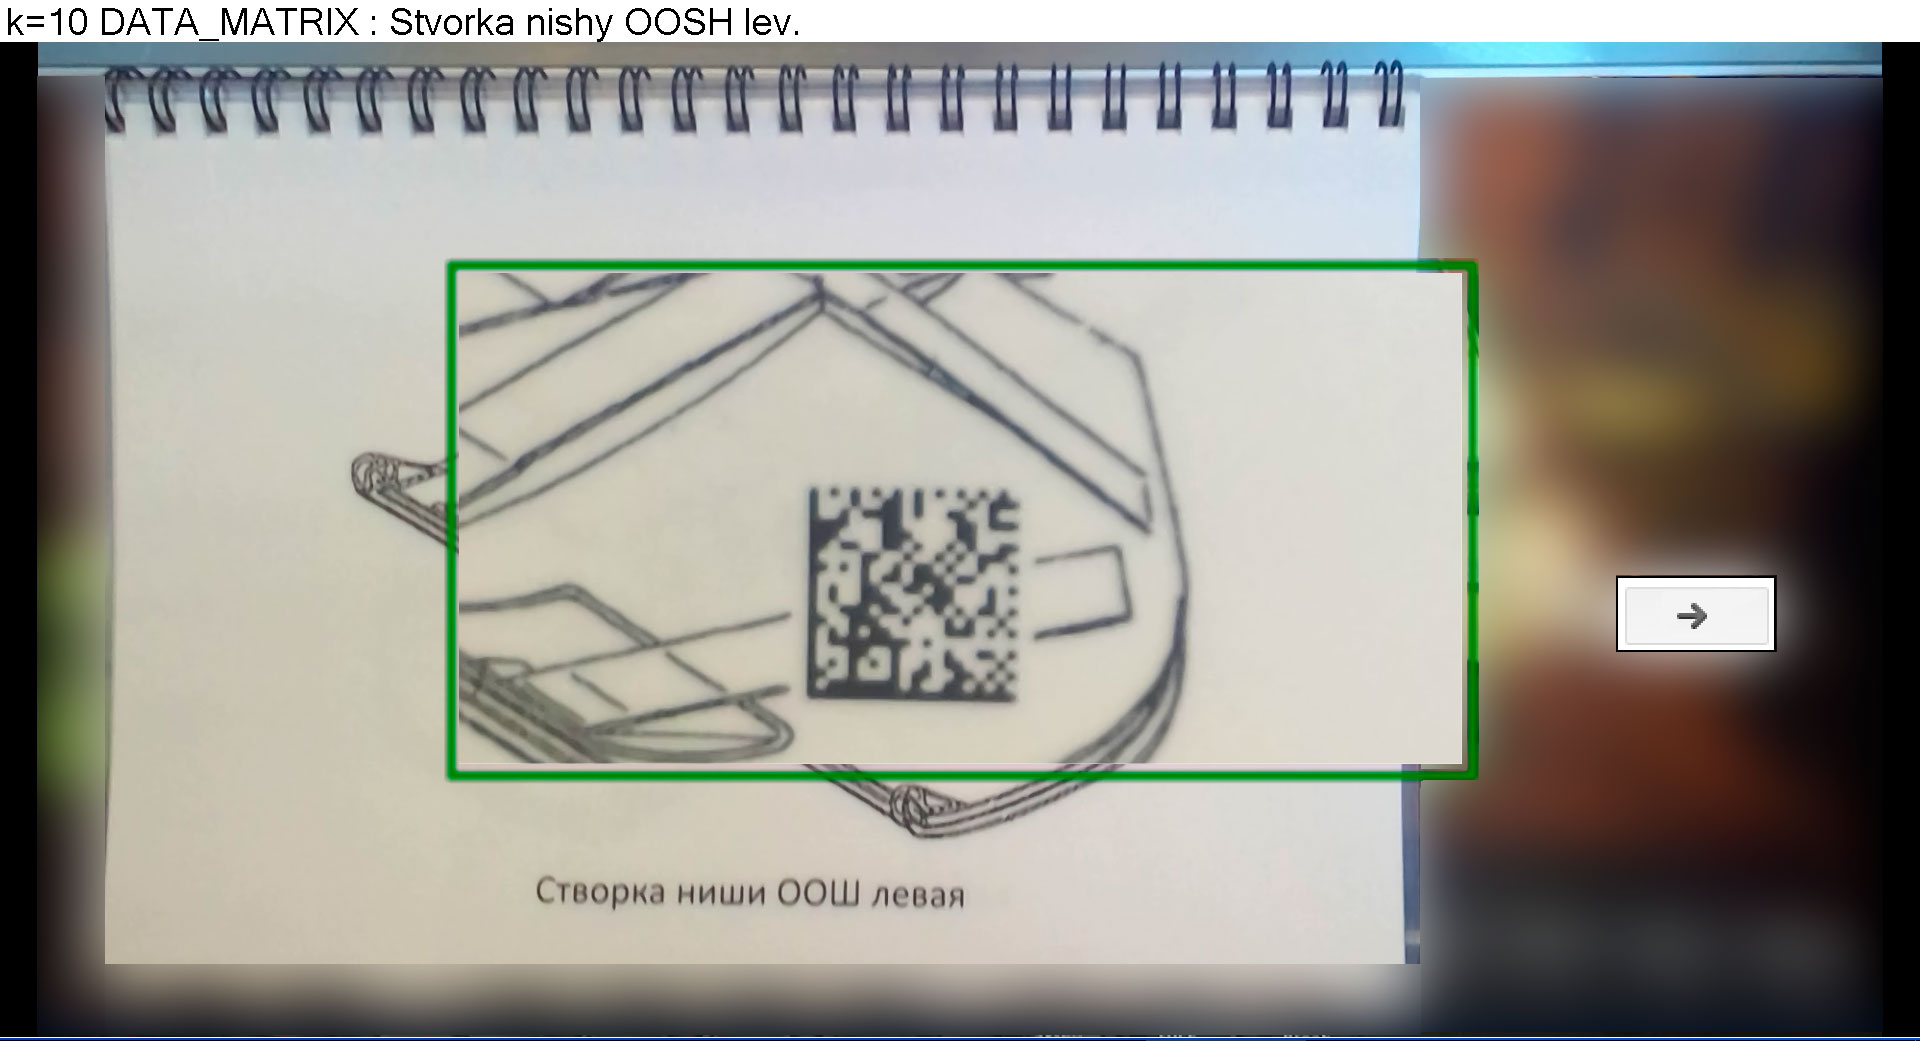 k=10 DATA_MATRIX : Stvorka nishy OOSH lev.
Створка ниши ООШ левая